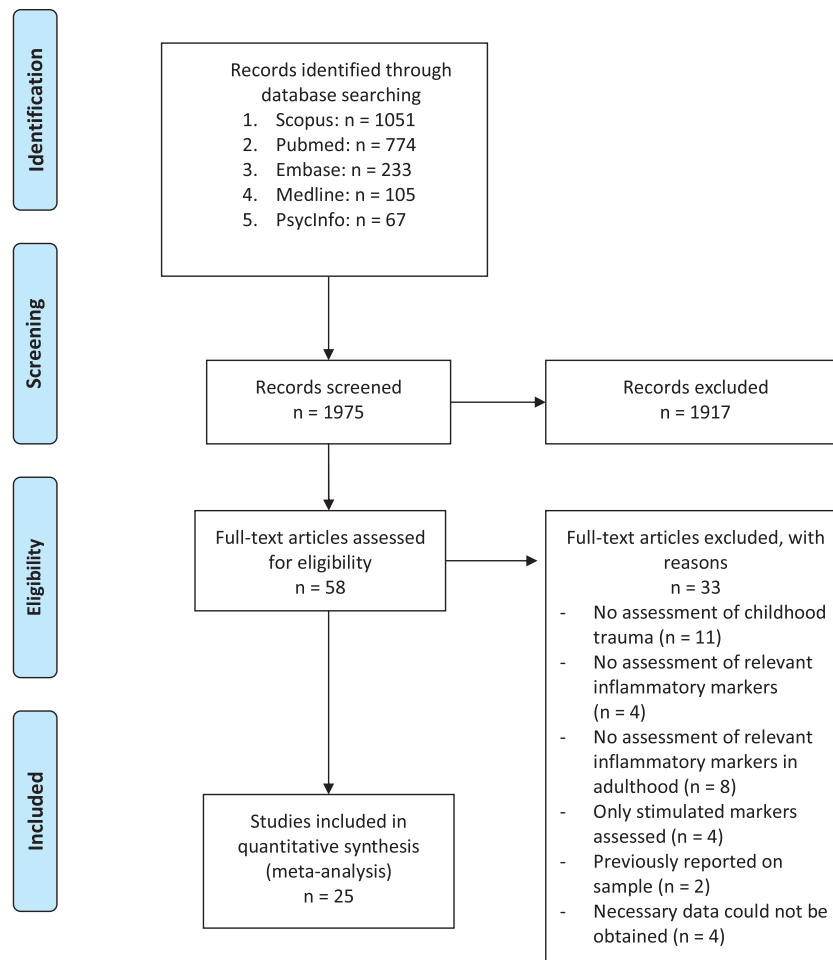 Identification
Records identified through
database searching
1. Scopus: n = 1051
2. Pubmed: n = 774
3. Embase: n = 233
4. Medline: n = 105
5. PsycInfo: n = 67
Screening
Records screened
n = 1975
Records excluded
n = 1917
Eligibility
Full-text articles assessed
for eligibility
n = 58
Full-text articles excluded, with
reasons
n = 33
- No assessment of childhood
trauma (n = 11)
- No assessment of relevant
inflammatory markers
(n = 4)
- No assessment of relevant
inflammatory markers in
adulthood (n = 8)
- Only stimulated markers
assessed (n = 4)
- Previously reported on
sample (n = 2)
- Necessary data could not be
obtained (n = 4)
Included
Studies included in
quantitative synthesis
(meta-analysis)
n = 25